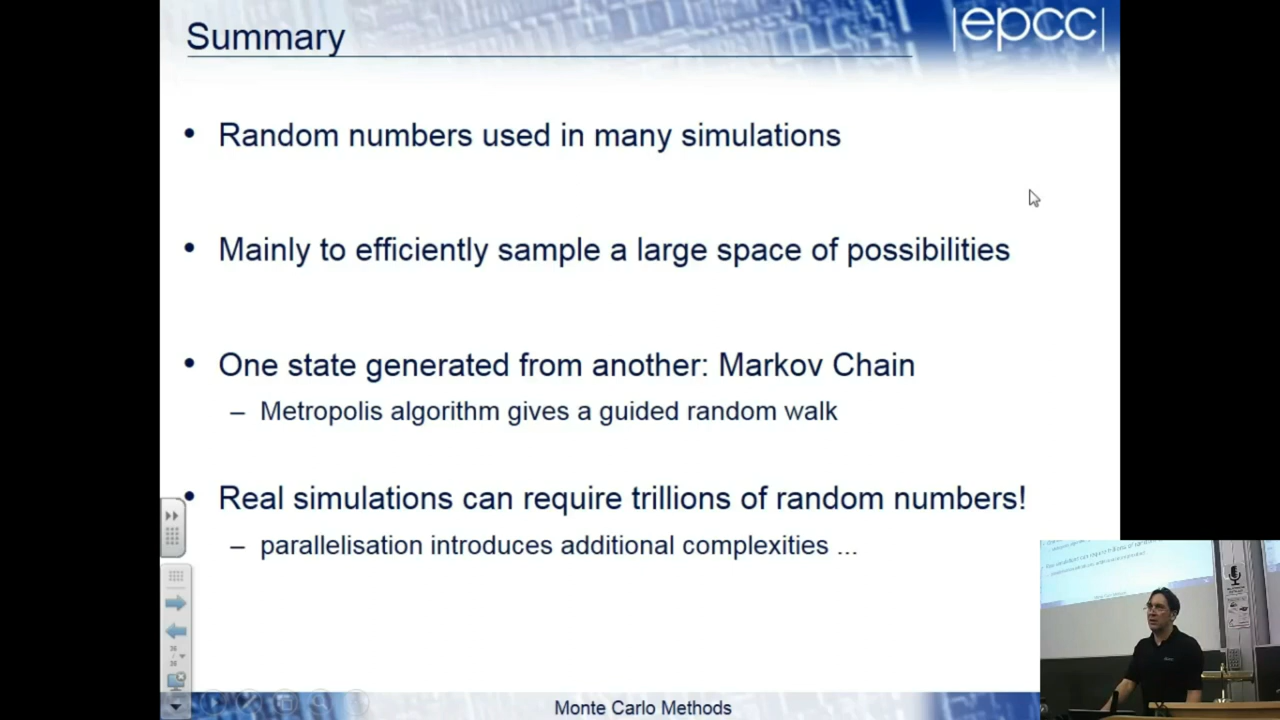 Summary
|epcc|
• Random numbers used in many simulations
• Mainly to efficiently sample a large space of possibilities
• One state generated from another: Markov Chain
– Metropolis algorithm gives a guided random walk
• Real simulations can require trillions of random numbers!
– parallelisation introduces additional complexities ...
Monte Carlo Methods